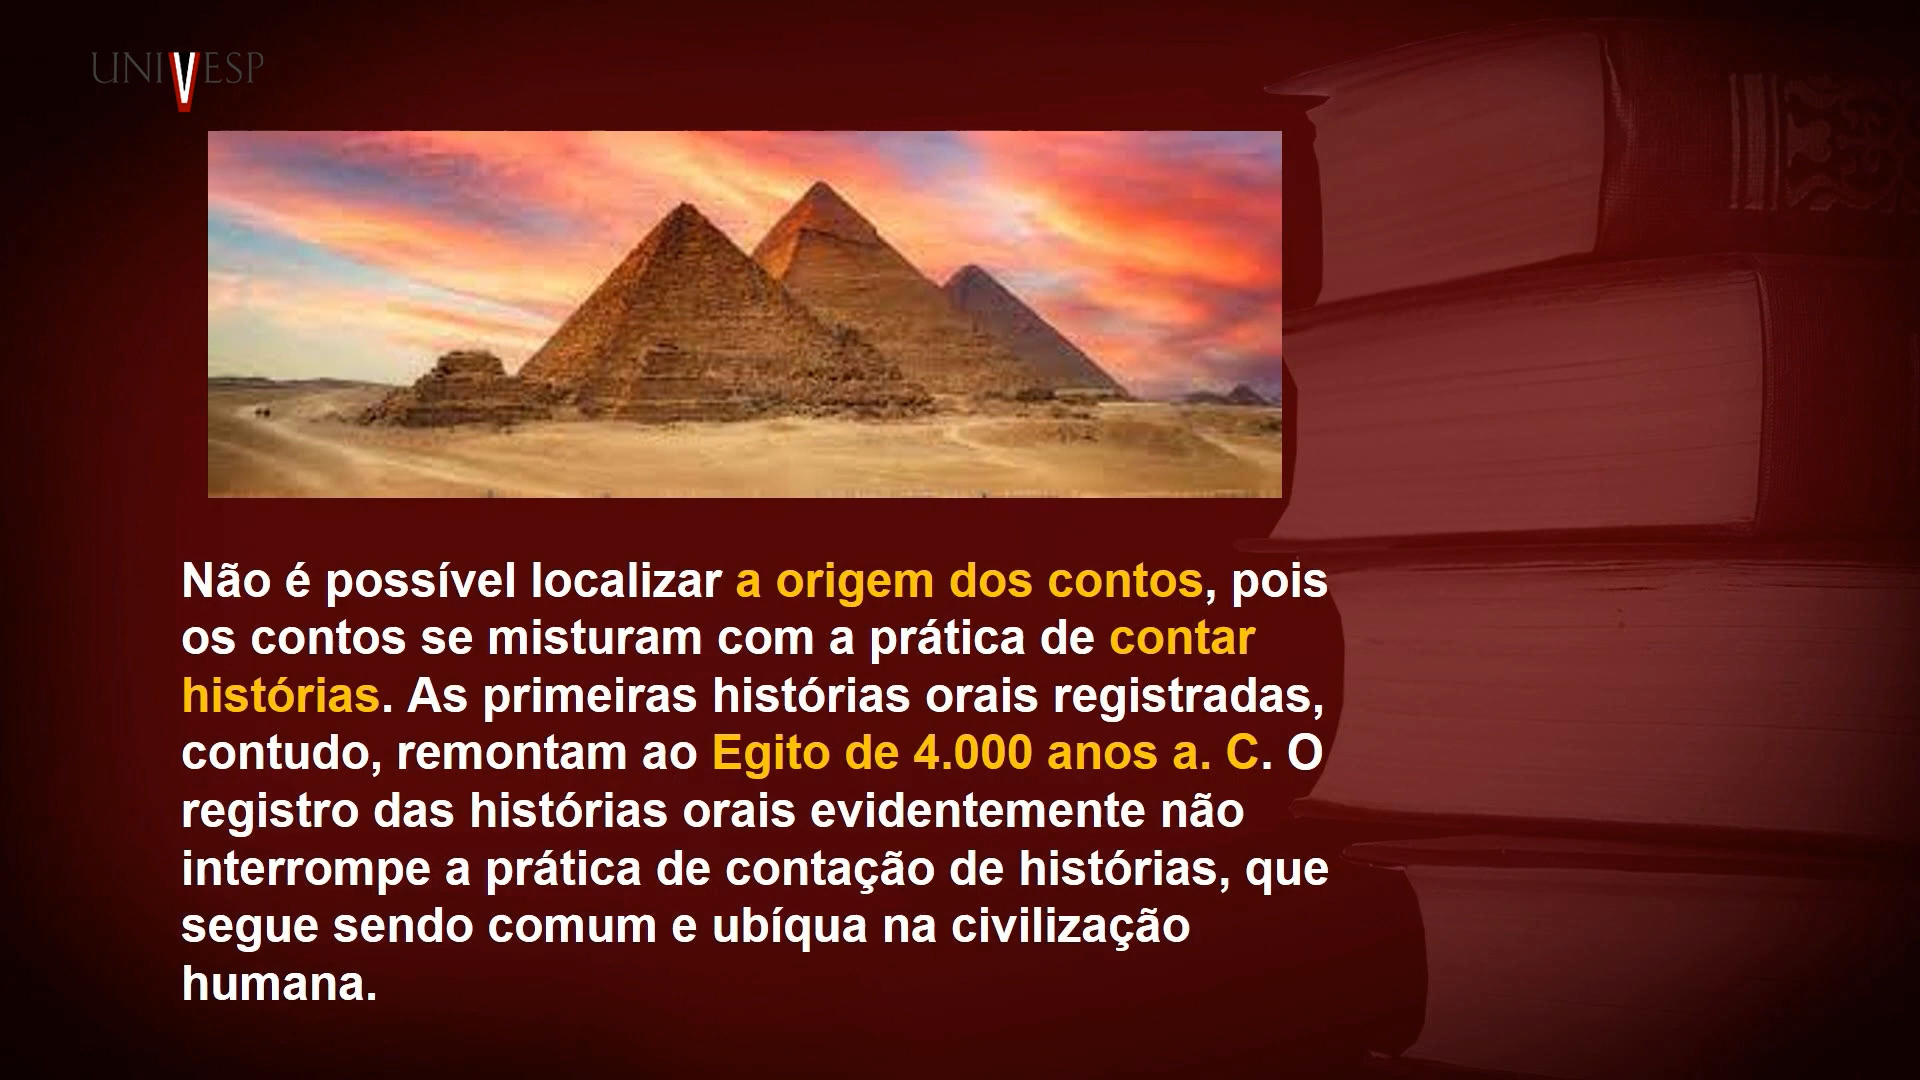 UNIVESP
Não é possível localizar a origem dos contos, pois
os contos se misturam com a prática de contar
histórias. As primeiras histórias orais registradas,
contudo, remontam ao Egito de 4.000 anos a. C. O
registro das histórias orais evidentemente não
interrompe a prática de contação de histórias, que
segue sendo comum e ubíqua na civilização
humana.